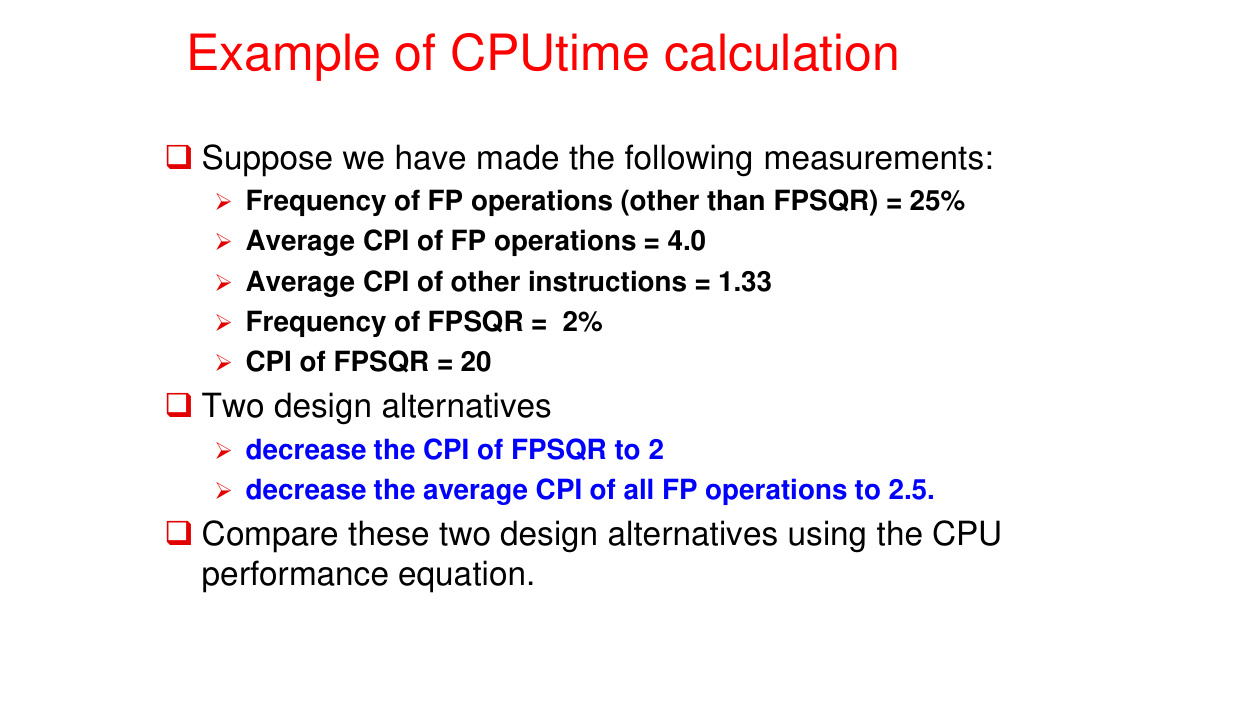 Example of CPUtime calculation
Suppose we have made the following measurements:
Frequency of FP operations (other than FPSQR) = 25%
Average CPI of FP operations = 4.0
Average CPI of other instructions = 1.33
Frequency of FPSQR =  2%
CPI of FPSQR = 20
Two design alternatives
decrease the CPI of FPSQR to 2
decrease the average CPI of all FP operations to 2.5.
Compare these two design alternatives using the CPU
performance equation.